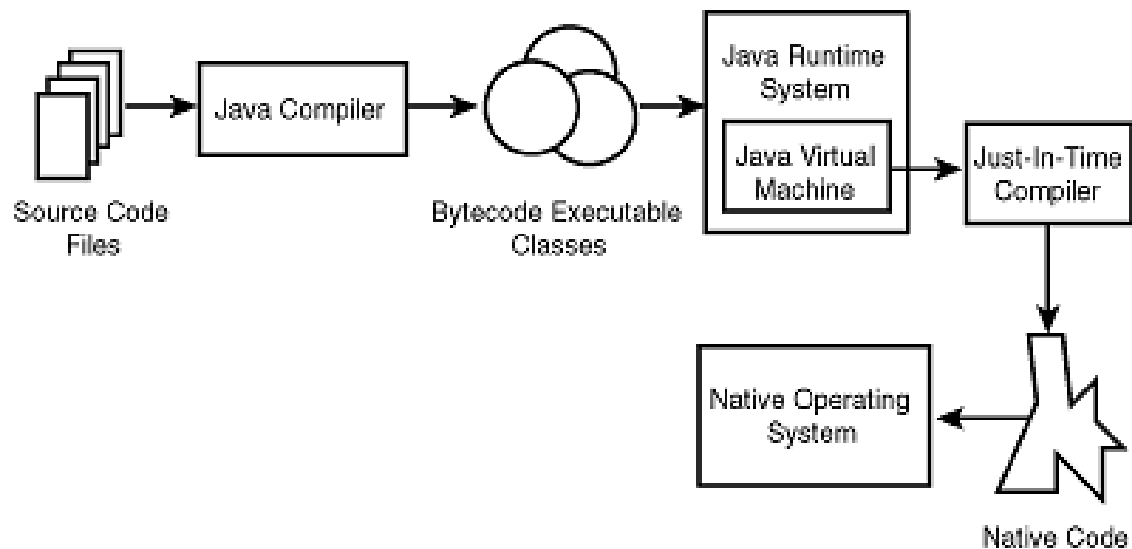 Source Code
Files
Java Compiler
Bytecode Executable
Classes
Java Runtime
System
Java Virtual
Machine
Just-In-Time
Compiler
Native Code
Native Operating
System